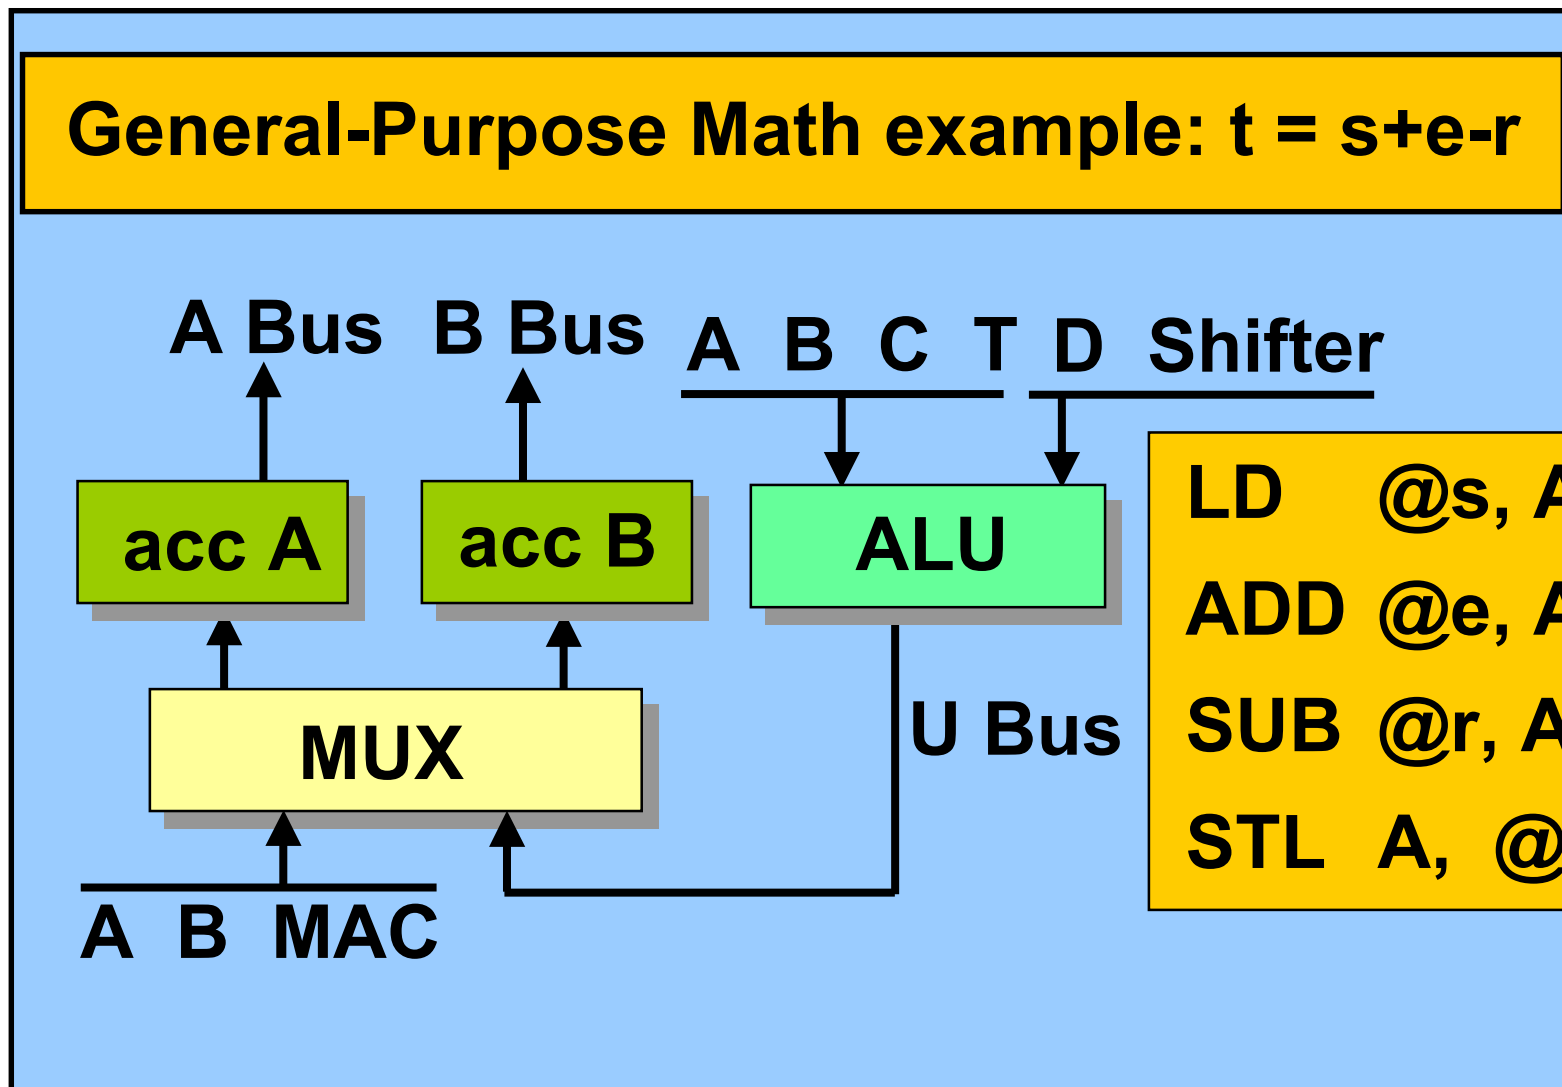 General-Purpose Math example: t = s+e-r
A Bus B Bus
A B C T D Shifter
acc A
acc B
ALU
MUX
U Bus
A B MAC
LD @s, A
ADD @e, A
SUB @r, A
STL A, @